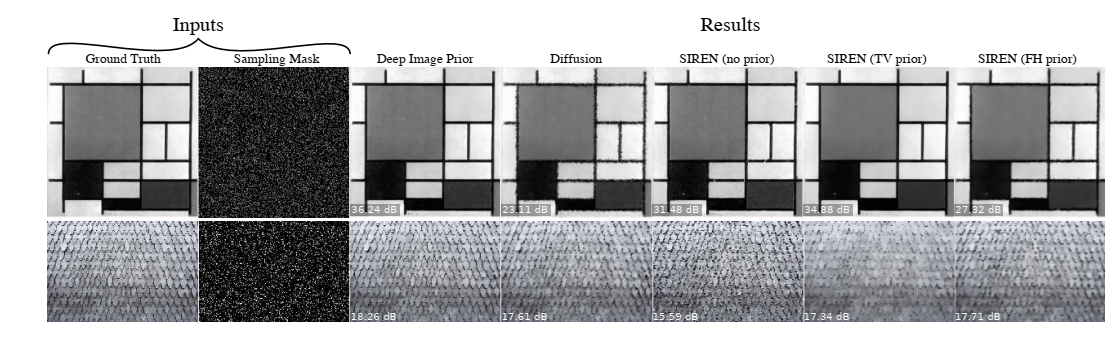 Inputs
Results
Ground Truth
Sampling Mask
Deep Image Prior
Diffusion
SIREN (no prior)
SIREN (TV prior)
SIREN (FH prior)
36.24 dB
23.11 dB
31.48 dB
34.88 dB
27.32 dB
18.26 dB
17.61 dB
15.59 dB
17.34 dB
17.71 dB